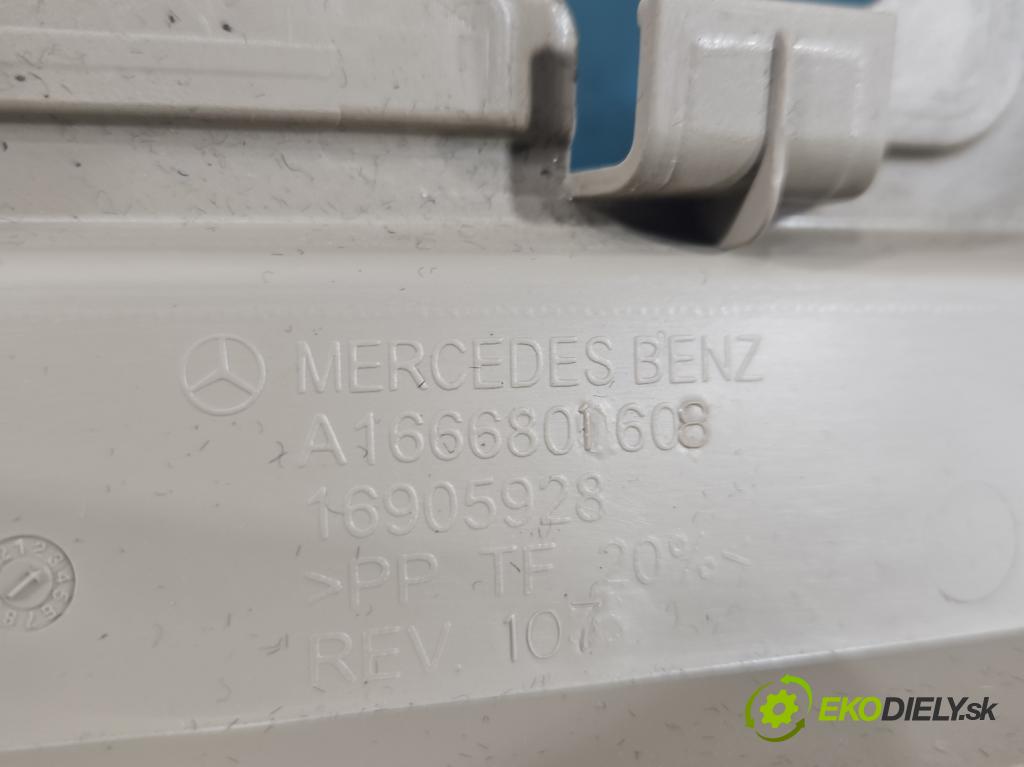 MERCEDES BENZ
A1666801608
16905928
>PP TF 20%<
REV. 107
EKODIELY.sk